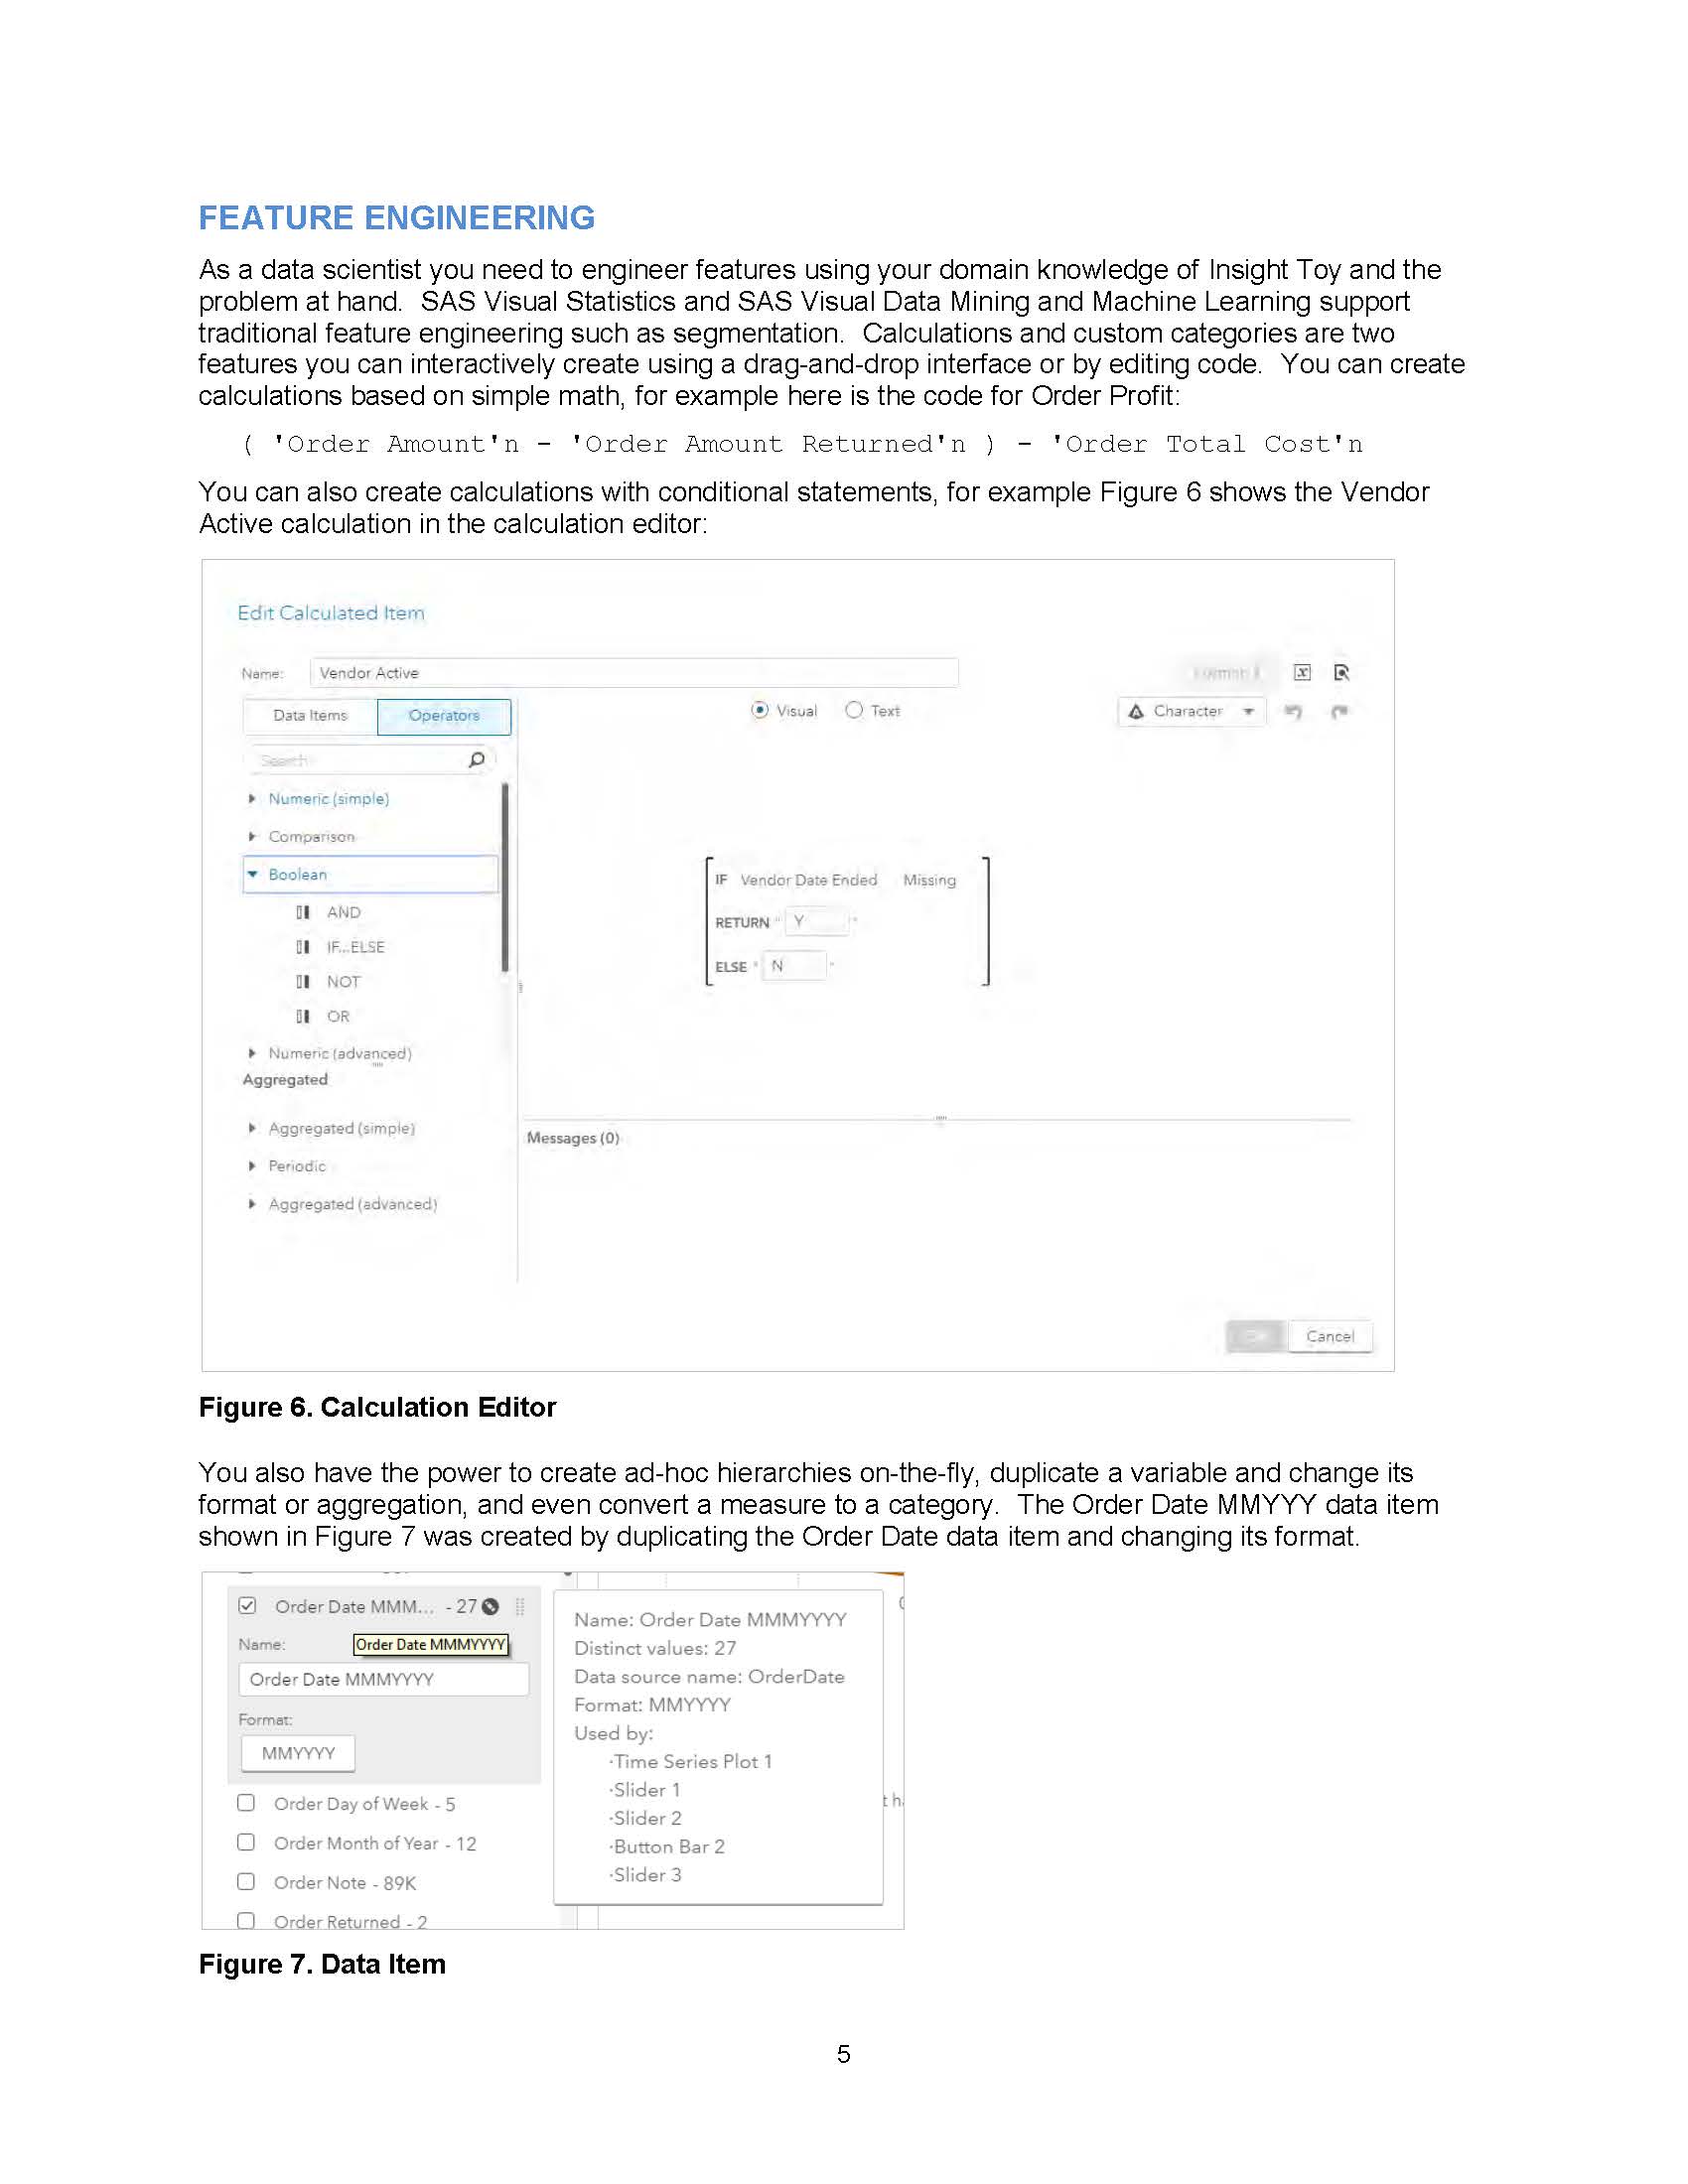 FEATURE ENGINEERING
As a data scientist you need to engineer features using your domain knowledge of Insight Toy and the
problem at hand.  SAS Visual Statistics and SAS Visual Data Mining and Machine Learning support
traditional feature engineering such as segmentation.  Calculations and custom categories are two
features you can interactively create using a drag-and-drop interface or by editing code.  You can create
calculations based on simple math, for example here is the code for Order Profit:
( 'Order Amount'n - 'Order Amount Returned'n ) - 'Order Total Cost'n
You can also create calculations with conditional statements, for example Figure 6 shows the Vendor
Active calculation in the calculation editor:
Edit Calculated Item
Name: Vendor Active
Data Items Operators
Visual Text
Character
Search
Numeric (simple)
Comparison
Boolean
AND
IF...ELSE
NOT
OR
Numeric (advanced)
Aggregated
Aggregated (simple)
Periodic
Aggregated (advanced)
IF Vendor Date Ended Missing
RETURN " Y "
ELSE " N "
Messages (0)
Cancel
Figure 6. Calculation Editor
You also have the power to create ad-hoc hierarchies on-the-fly, duplicate a variable and change its
format or aggregation, and even convert a measure to a category.  The Order Date MMYYY data item
shown in Figure 7 was created by duplicating the Order Date data item and changing its format.
Order Date MMM... - 27
Name:
Order Date MMMYYYY
Order Date MMMYYYY
Format:
MMYYYY
Order Day of Week - 5
Order Month of Year - 12
Order Note - 89K
Order Returned - 2
Name: Order Date MMMYYYY
Distinct values: 27
Data source name: OrderDate
Format: MMYYYY
Used by:
·Time Series Plot 1
·Slider 1
·Slider 2
·Button Bar 2
·Slider 3
Figure 7. Data Item
5